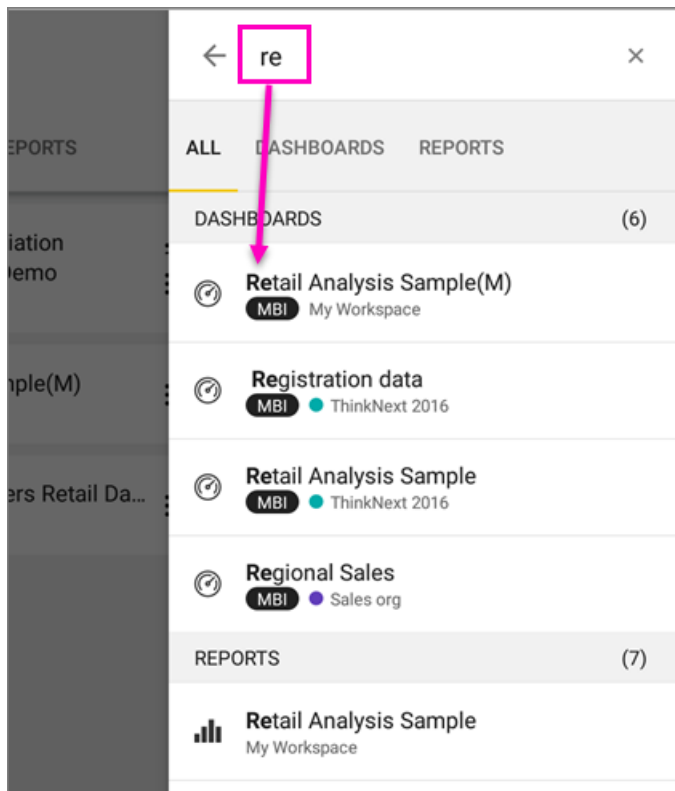 re
ALL DASHBOARDS REPORTS
DASHBOARDS (6)
Retail Analysis Sample(M)
MBI My Workspace
Registration data
MBI ThinkNext 2016
Retail Analysis Sample
MBI ThinkNext 2016
Regional Sales
MBI Sales org
REPORTS (7)
Retail Analysis Sample
My Workspace
EPORTS
iation
Demo
nple(M)
ers Retail Da...